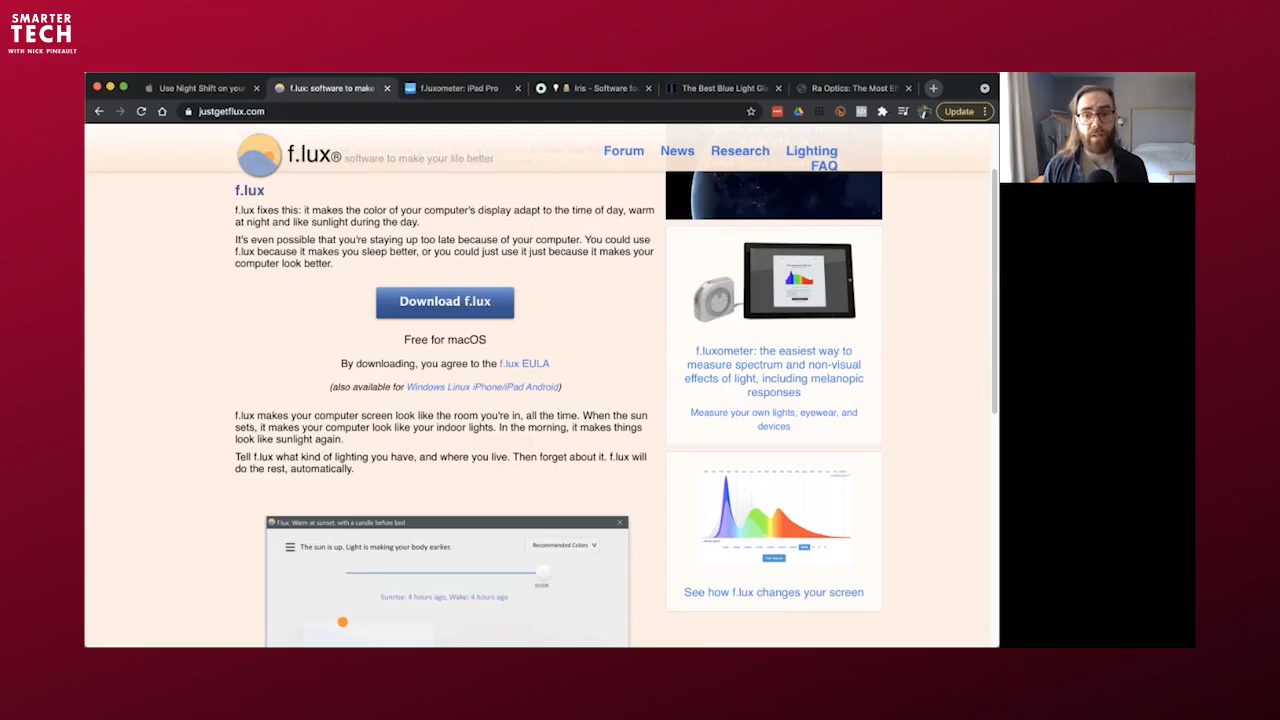 SMARTER
TECH
WITH NICK PINEAULT
Use Night Shift on your
f.lux: software to make
f.luxometer: iPad Pro
Iris - Software for
The Best Blue Light Gla
Ra Optics: The Most Ef
justgetflux.com
Update
f.lux® software to make your life better
Forum News Research Lighting
FAQ
f.lux
f.lux fixes this: it makes the color of your computer's display adapt to the time of day, warm
at night and like sunlight during the day.
It's even possible that you're staying up too late because of your computer. You could use
f.lux because it makes you sleep better, or you could just use it just because it makes your
computer look better.
Download f.lux
Free for macOS
By downloading, you agree to the f.lux EULA
(also available for Windows Linux iPhone/iPad Android)
f.lux makes your computer screen look like the room you're in, all the time. When the sun
sets, it makes your computer look like your indoor lights. In the morning, it makes things
look like sunlight again.
Tell f.lux what kind of lighting you have, and where you live. Then forget about it. f.lux will
do the rest, automatically.
f.lux: Warm at sunset, with a candle before bed
The sun is up. Light is making your body earlier.
Recommended Colors
Sunrise: 4 hours ago, Wake: 4 hours ago
f.luxometer: the easiest way to
measure spectrum and non-visual
effects of light, including melanopic
responses
Measure your own lights, eyewear, and
devices
See how f.lux changes your screen